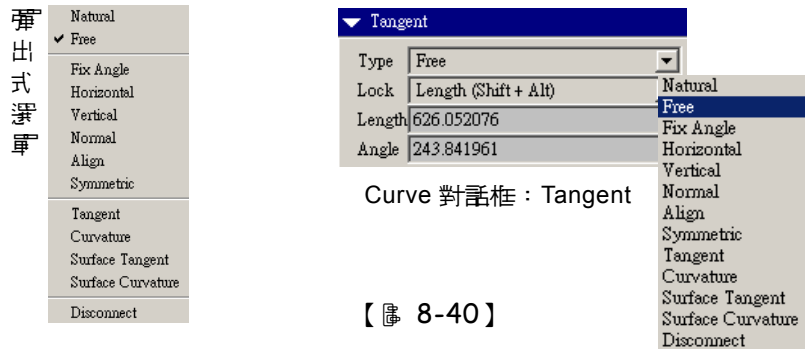 彈出式選單
Natural
✔ Free
Fix Angle
Horizontal
Vertical
Normal
Align
Symmetric
Tangent
Curvature
Surface Tangent
Surface Curvature
Disconnect
Tangent
Type Free
Lock Length (Shift + Alt)
Length 626.052076
Angle 243.841961
Natural
Free
Fix Angle
Horizontal
Vertical
Normal
Align
Symmetric
Tangent
Curvature
Surface Tangent
Surface Curvature
Disconnect
Curve 對話框：Tangent
【圖 8-40】